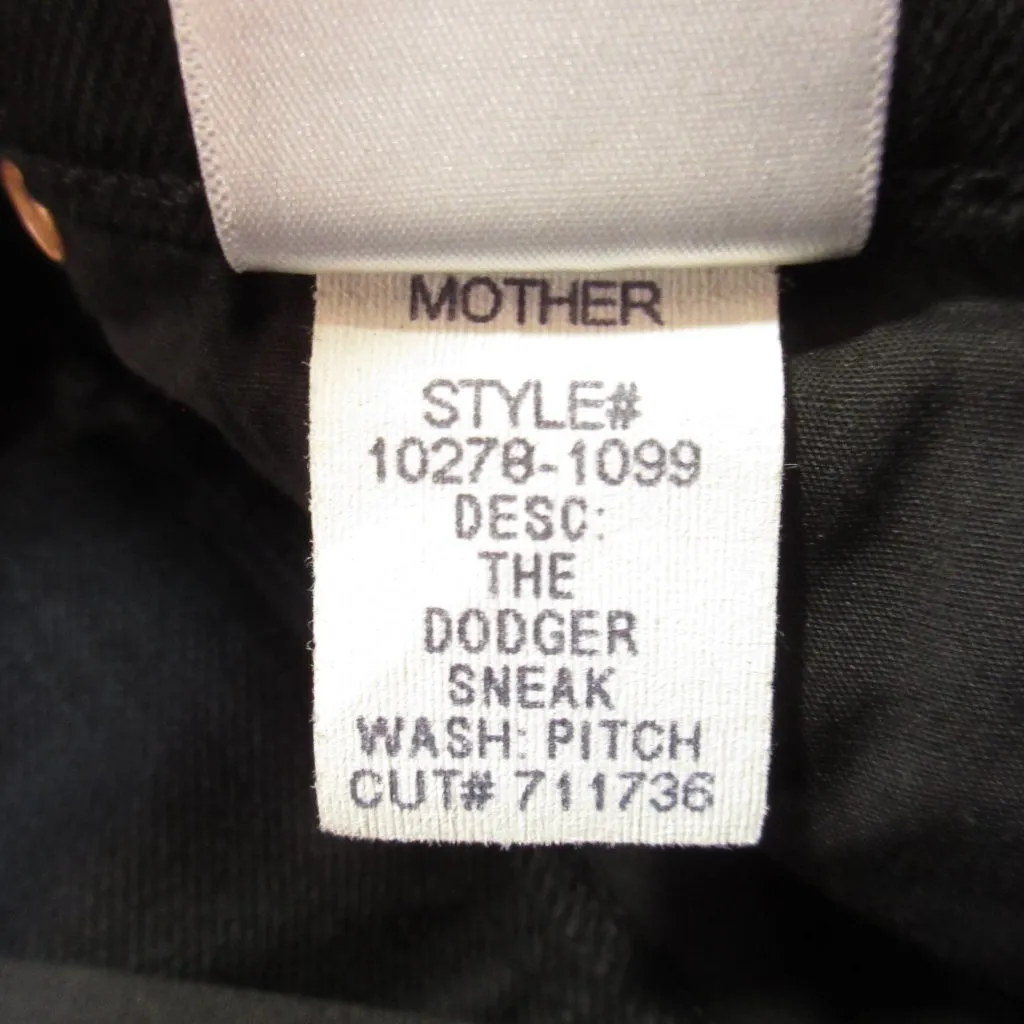 MOTHER
STYLE#
10278-1099
DESC:
THE
DODGER
SNEAK
WASH: PITCH
CUT# 711736